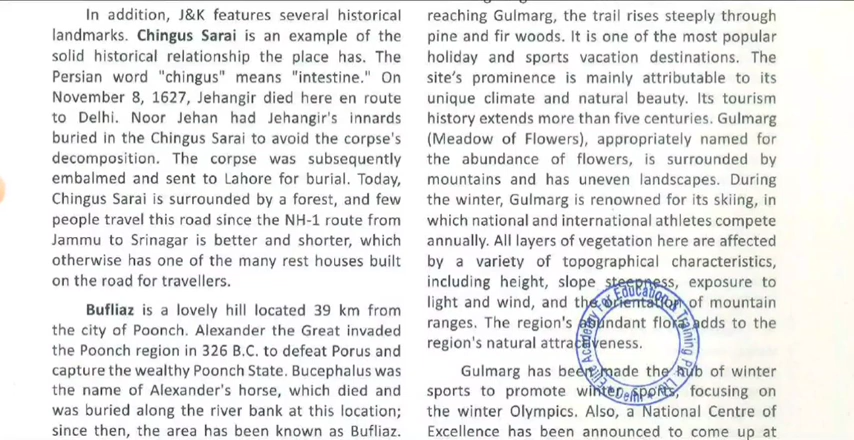 In addition, J&K features several historical
landmarks. Chingus Sarai is an example of the
solid historical relationship the place has. The
Persian word "chingus" means "intestine." On
November 8, 1627, Jehangir died here en route
to Delhi. Noor Jehan had Jehangir's innards
buried in the Chingus Sarai to avoid the corpse's
decomposition. The corpse was subsequently
embalmed and sent to Lahore for burial. Today,
Chingus Sarai is surrounded by a forest, and few
people travel this road since the NH-1 route from
Jammu to Srinagar is better and shorter, which
otherwise has one of the many rest houses built
on the road for travellers.
Bufliaz is a lovely hill located 39 km from
the city of Poonch. Alexander the Great invaded
the Poonch region in 326 B.C. to defeat Porus and
capture the wealthy Poonch State. Bucephalus was
the name of Alexander's horse, which died and
was buried along the river bank at this location;
since then, the area has been known as Bufliaz.
reaching Gulmarg, the trail rises steeply through
pine and fir woods. It is one of the most popular
holiday and sports vacation destinations. The
site's prominence is mainly attributable to its
unique climate and natural beauty. Its tourism
history extends more than five centuries. Gulmarg
(Meadow of Flowers), appropriately named for
the abundance of flowers, is surrounded by
mountains and has uneven landscapes. During
the winter, Gulmarg is renowned for its skiing, in
which national and international athletes compete
annually. All layers of vegetation here are affected
by a variety of topographical characteristics,
including height, slope steepness, exposure to
light and wind, and the orientation of mountain
ranges. The region's abundant flora adds to the
region's natural attractiveness.
Gulmarg has been made the hub of winter
sports to promote winter sports, focusing on
the winter Olympics. Also, a National Centre of
Excellence has been announced to come up at
Elite Academy For Education & Training Pvt. Ltd.
Delhi